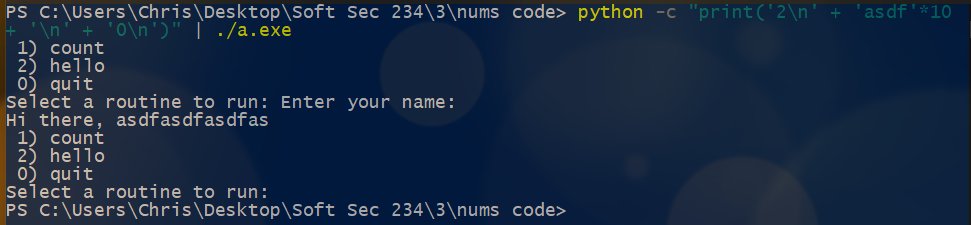 PS C:\Users\Chris\Desktop\Soft Sec 234\3\nums code> python -c "print('2\n' + 'asdf'*10
+ '\n' + '0\n')" | ./a.exe
1) count
2) hello
0) quit
Select a routine to run: Enter your name:
Hi there, asdfasdfasdfas
1) count
2) hello
0) quit
Select a routine to run:
PS C:\Users\Chris\Desktop\Soft Sec 234\3\nums code>